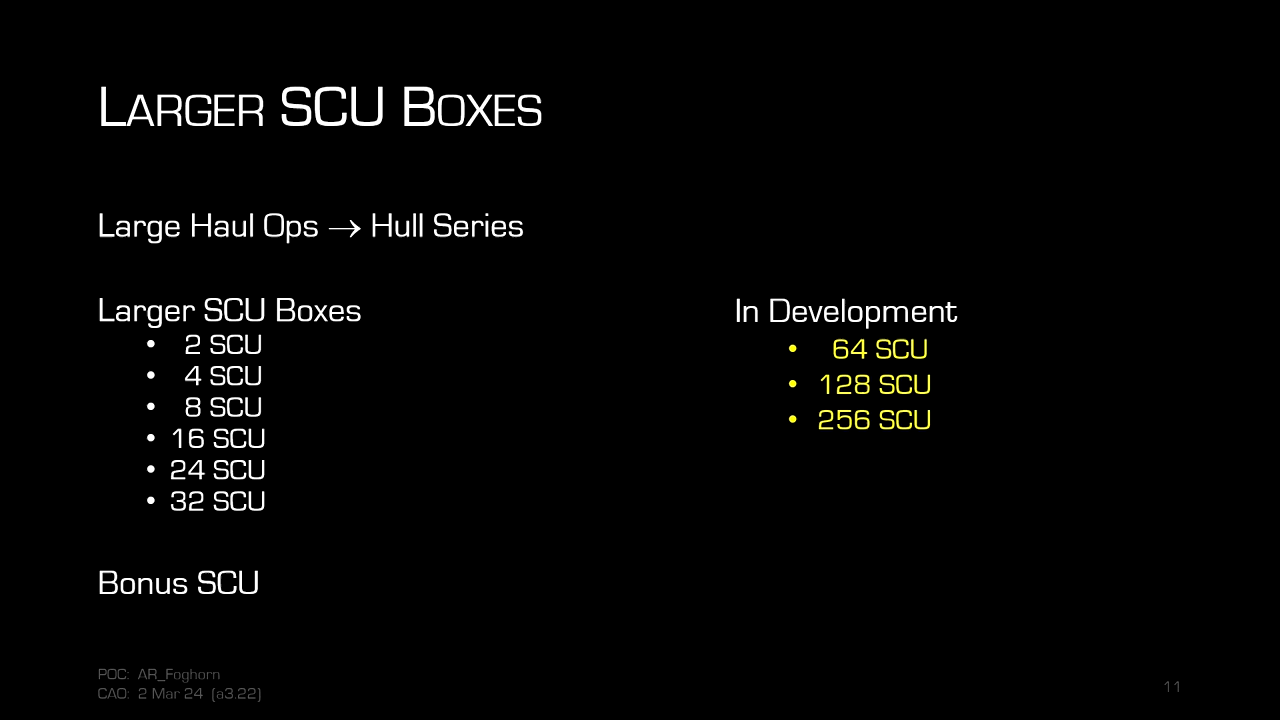 LARGER SCU BOXES
Large Haul Ops → Hull Series
Larger SCU Boxes
• 2 SCU
• 4 SCU
• 8 SCU
• 16 SCU
• 24 SCU
• 32 SCU
In Development
• 64 SCU
• 128 SCU
• 256 SCU
Bonus SCU
POC: AR_Foghorn
CAO: 2 Mar 24 (a3.22)
11